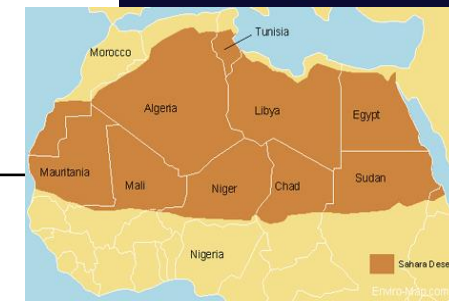 Tunisia
Morocco
Algeria
Libya
Egypt
Mauritania
Mali
Niger
Chad
Sudan
Nigeria
Sahara Dese
Enviro-Map.com